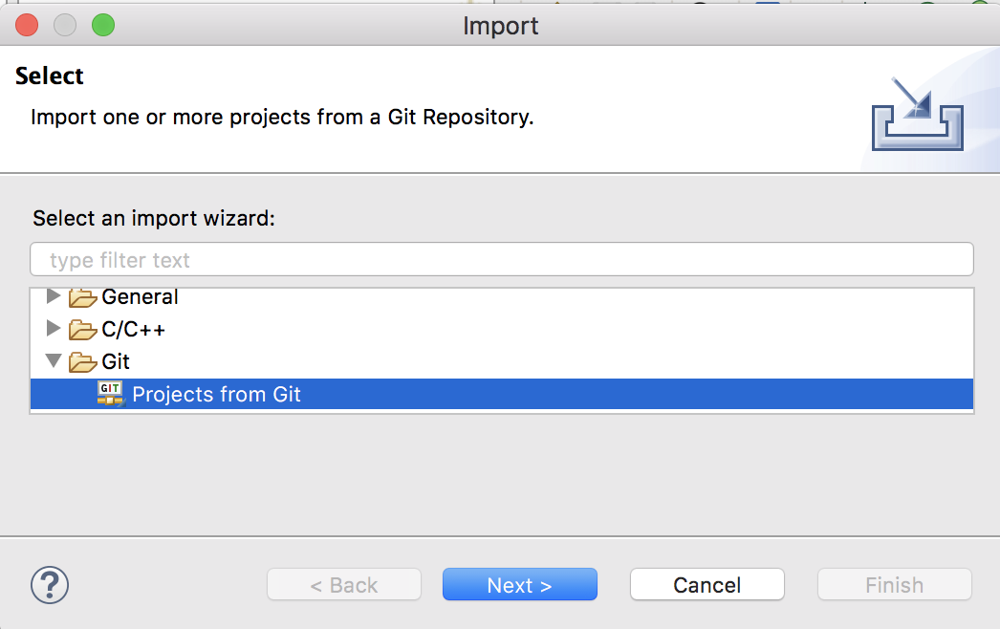 Import
Select
Import one or more projects from a Git Repository.
Select an import wizard:
type filter text
General
C/C++
Git
GIT Projects from Git
? < Back Next > Cancel Finish